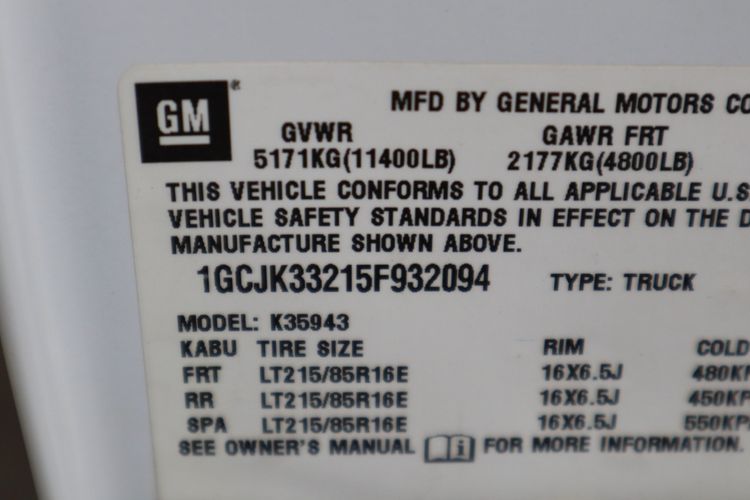 GM®
MFD BY GENERAL MOTORS CO
GVWR GAWR FRT
5171KG(11400LB) 2177KG(4800LB)
THIS VEHICLE CONFORMS TO ALL APPLICABLE U.S
VEHICLE SAFETY STANDARDS IN EFFECT ON THE D
MANUFACTURE SHOWN ABOVE.
1GCJK33215F932094 TYPE: TRUCK
MODEL: K35943
KABU TIRE SIZE RIM COLD
FRT LT215/85R16E 16X6.5J 480KP
RR LT215/85R16E 16X6.5J 450KP
SPA LT215/85R16E 16X6.5J 550KP
SEE OWNER'S MANUAL i FOR MORE INFORMATION.